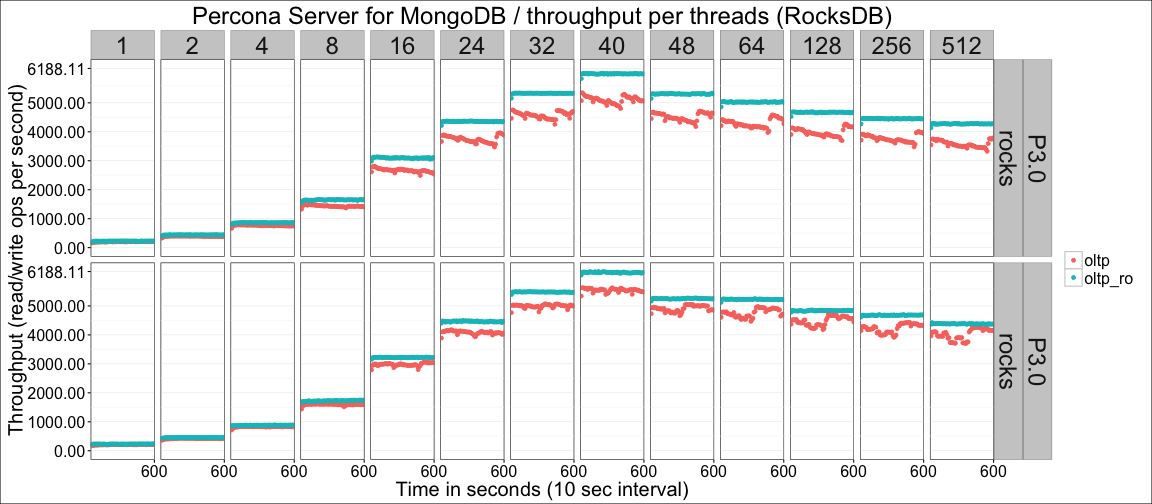 Percona Server for MongoDB / throughput per threads (RocksDB)
1 2 4 8 16 24 32 40 48 64 128 256 512
Throughput (read/write ops per second)
6188.11
5000.00
4000.00
3000.00
2000.00
1000.00
0.00
P3.0
rocks
6188.11
5000.00
4000.00
3000.00
2000.00
1000.00
0.00
P3.0
rocks
oltp
oltp_ro
600 600 600 600 600 600 600 600 600 600 600 600 600
Time in seconds (10 sec interval)